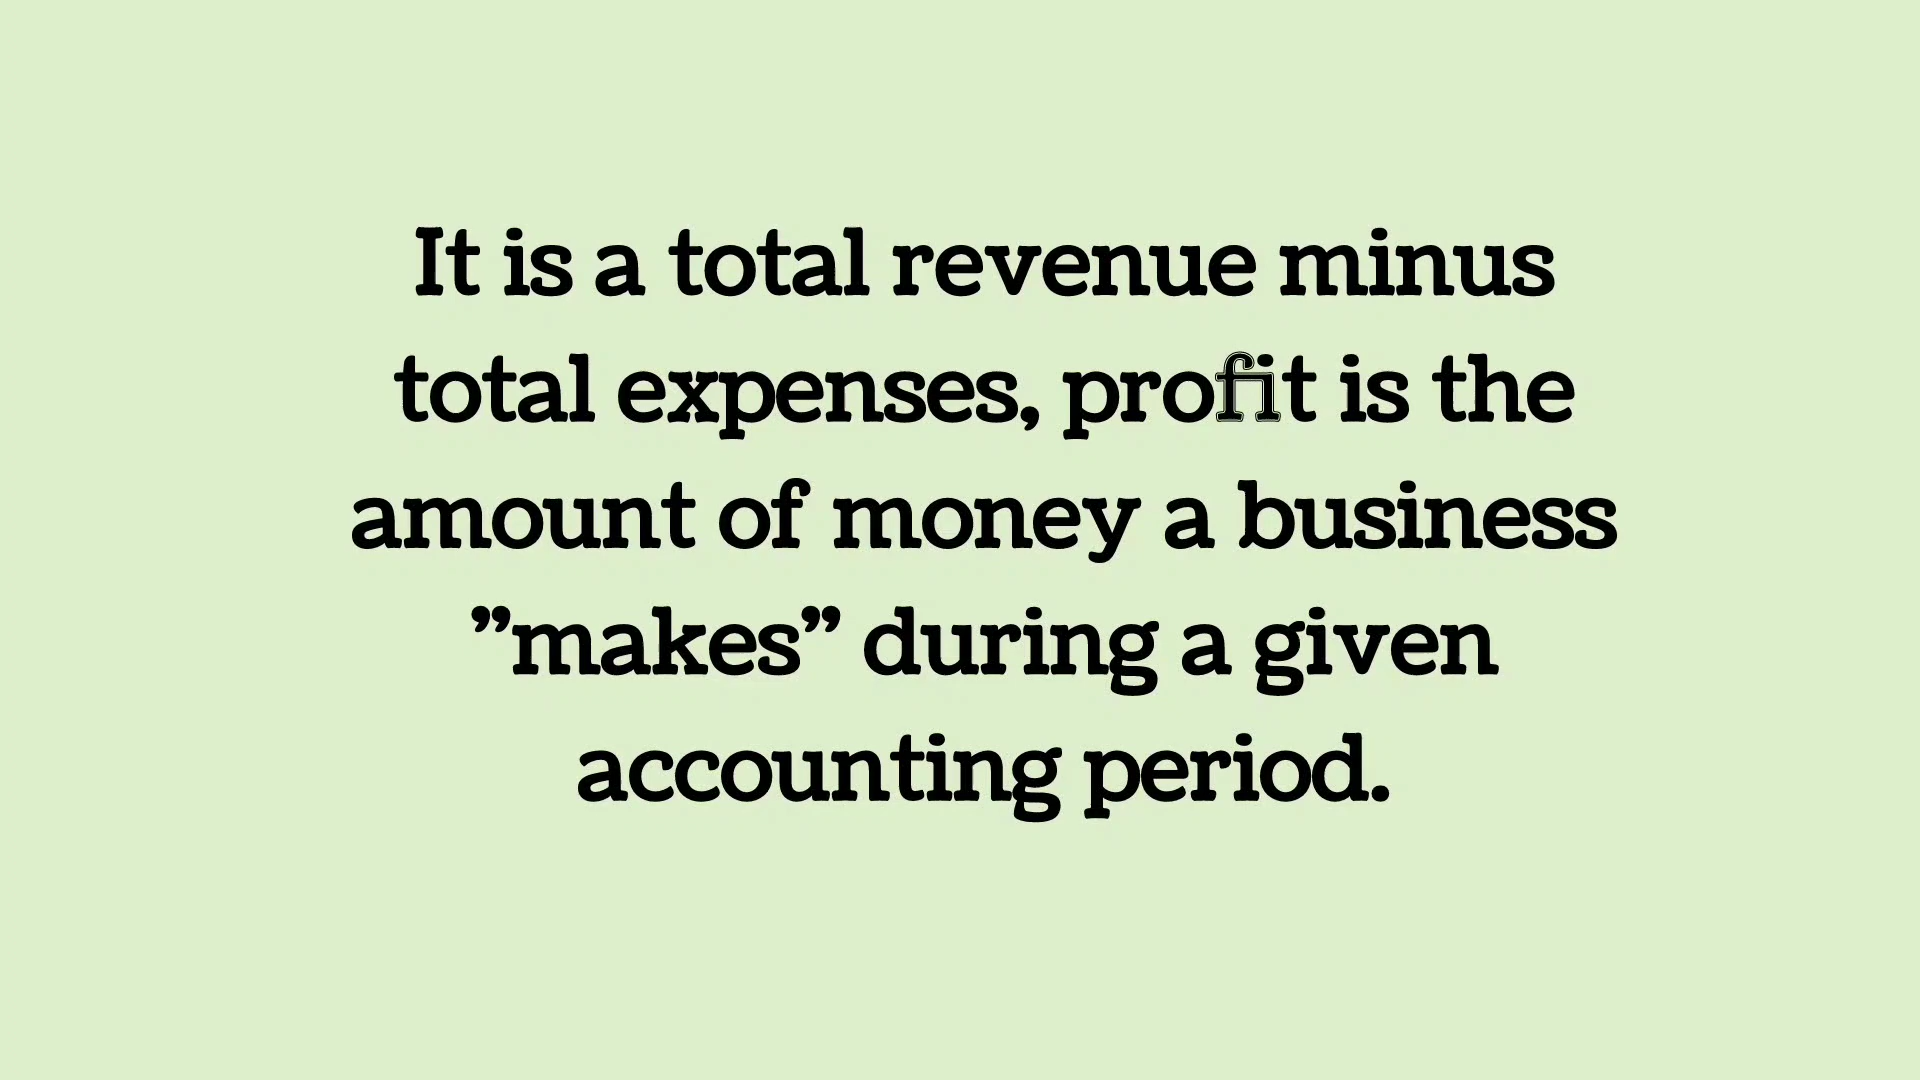 It is a total revenue minus
total expenses, profit is the
amount of money a business
”makes” during a given
accounting period.